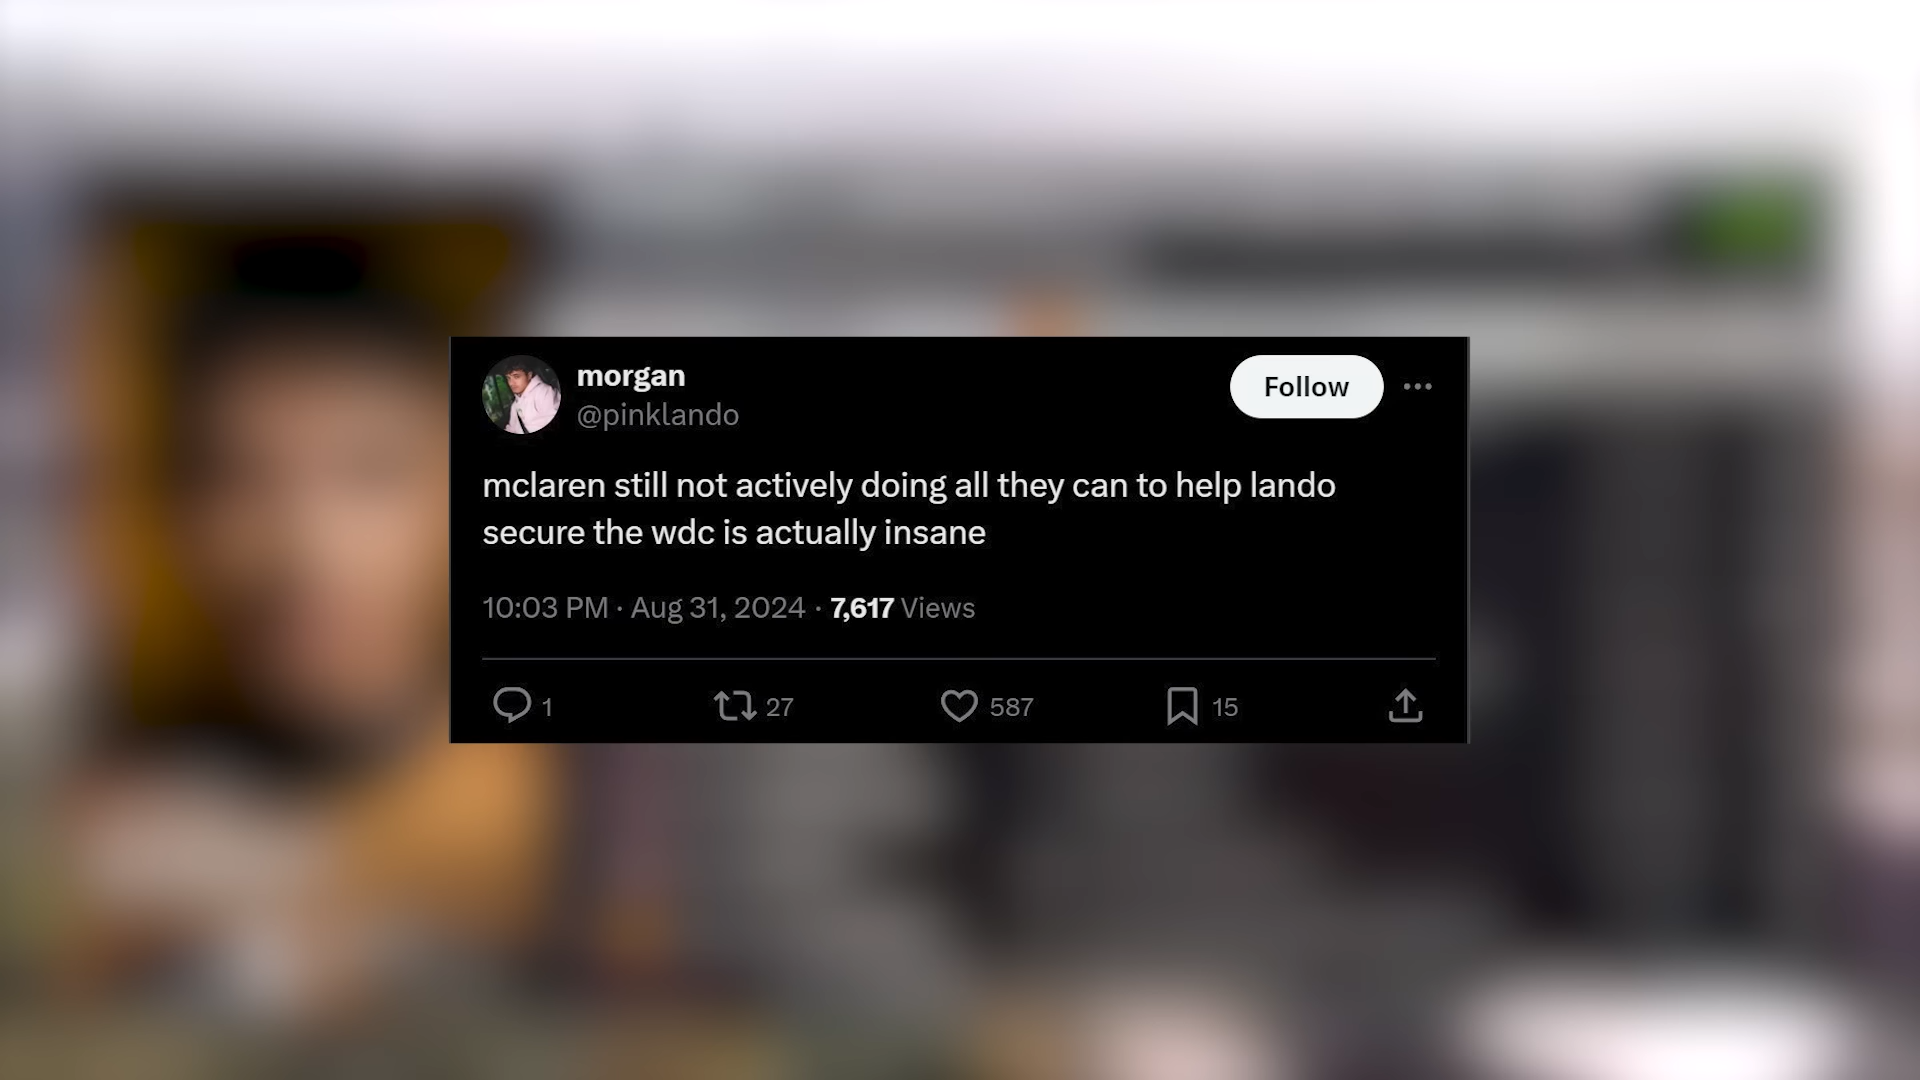 morgan
@pinklando
Follow
mclaren still not actively doing all they can to help lando
secure the wdc is actually insane
10:03 PM · Aug 31, 2024 · 7,617 Views
1 27 587 15